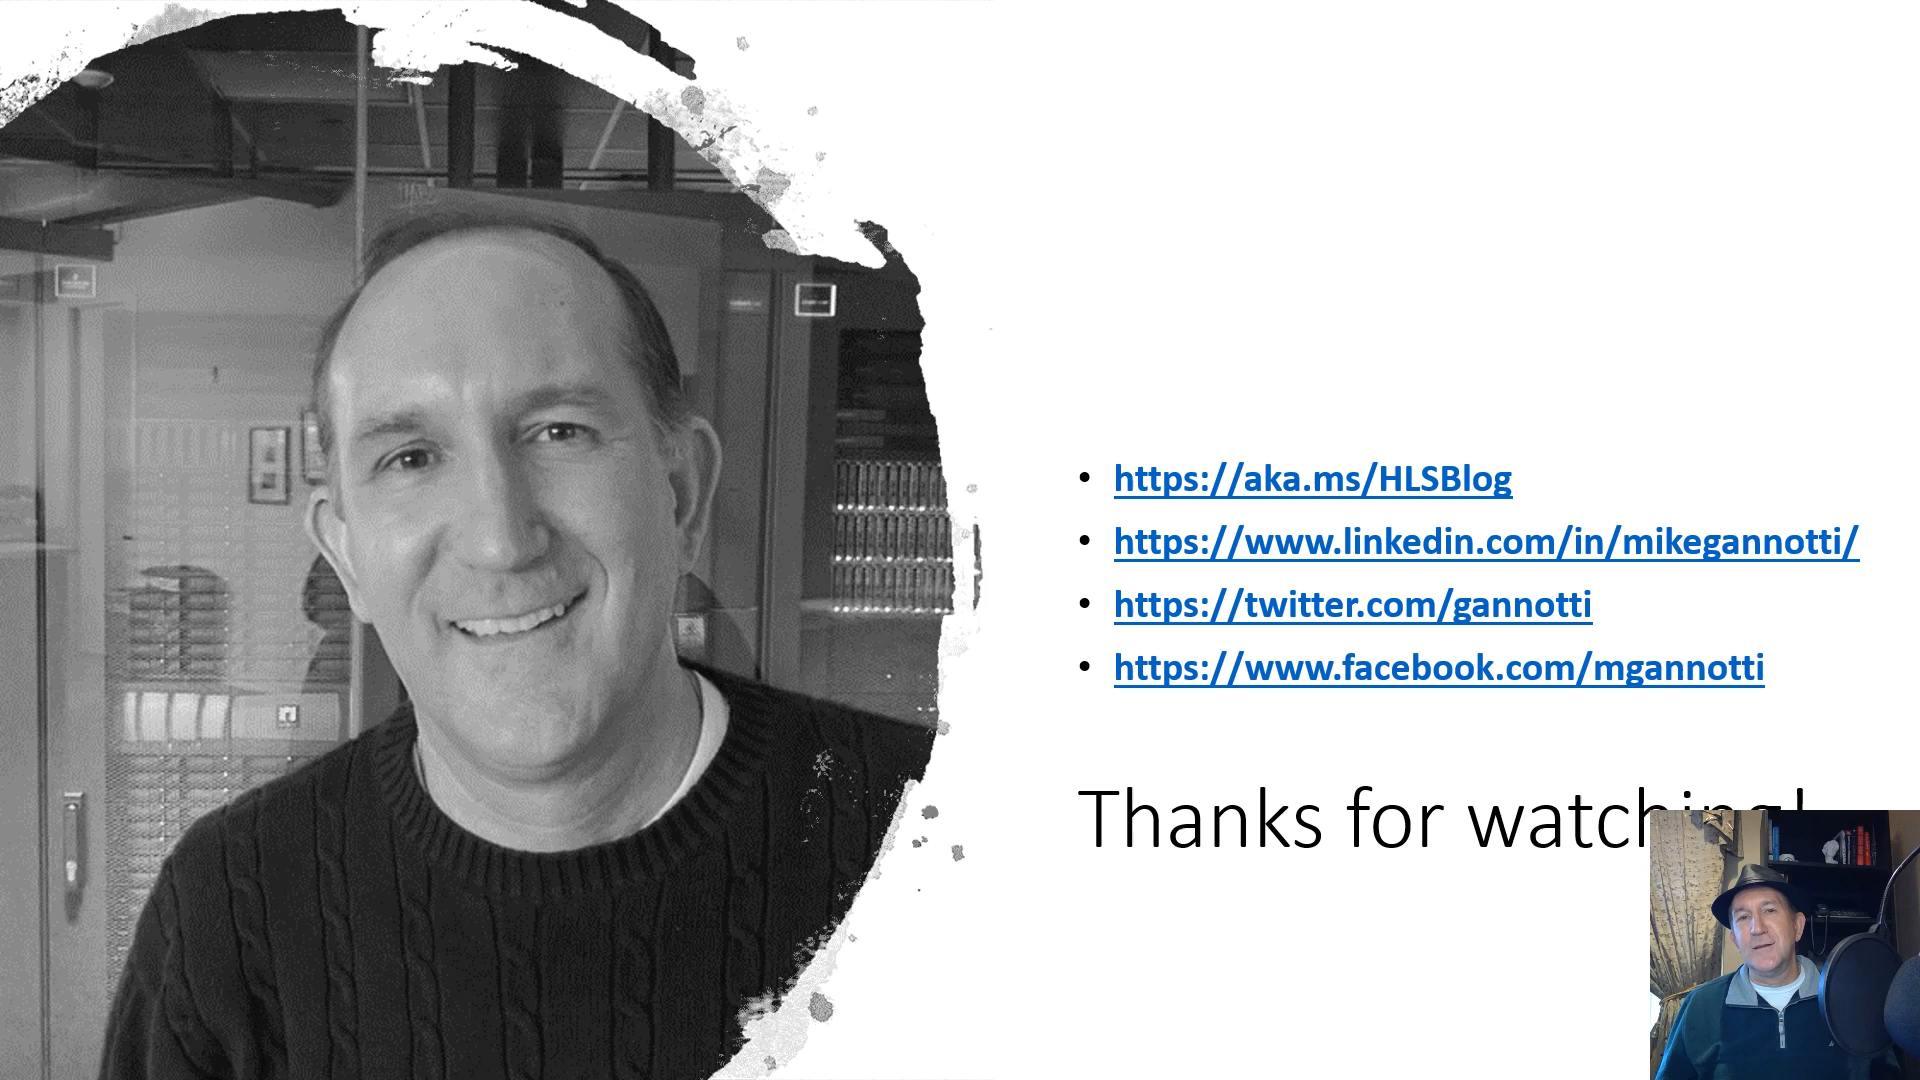 https://aka.ms/HLSBlog
https://www.linkedin.com/in/mikegannotti/
https://twitter.com/gannotti
https://www.facebook.com/mgannotti
Thanks for watching!